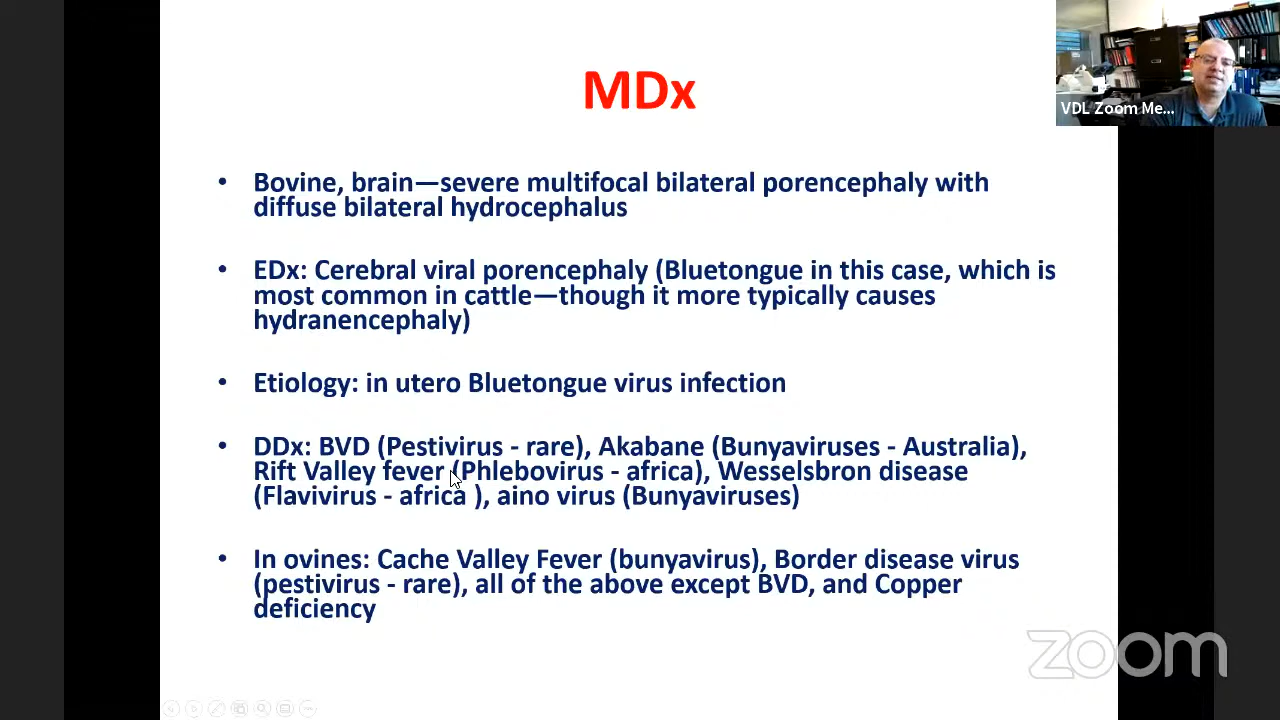 MDx
VDL Zoom Me...
• Bovine, brain—severe multifocal bilateral porencephaly with
diffuse bilateral hydrocephalus
• EDx: Cerebral viral porencephaly (Bluetongue in this case, which is
most common in cattle—though it more typically causes
hydranencephaly)
• Etiology: in utero Bluetongue virus infection
• DDx: BVD (Pestivirus - rare), Akabane (Bunyaviruses - Australia),
Rift Valley fever (Phlebovirus - africa), Wesselsbron disease
(Flavivirus - africa ), aino virus (Bunyaviruses)
• In ovines: Cache Valley Fever (bunyavirus), Border disease virus
(pestivirus - rare), all of the above except BVD, and Copper
deficiency
zoom